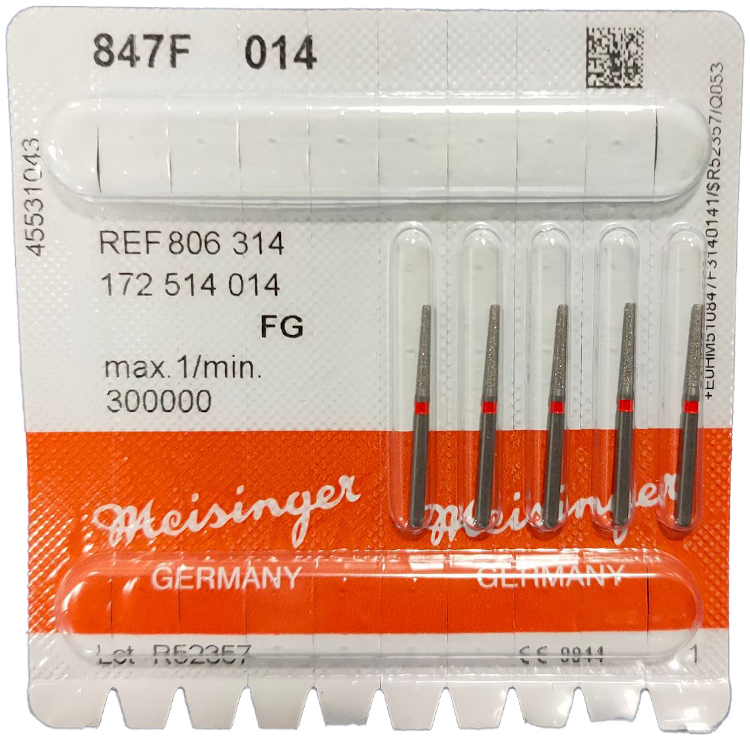 847F 014
45531043
REF 806 314
172 514 014
FG
max. 1/min.
300000
Meisinger Meisinger
GERMANY GERMANY
Lot R52357
CE 0044
1